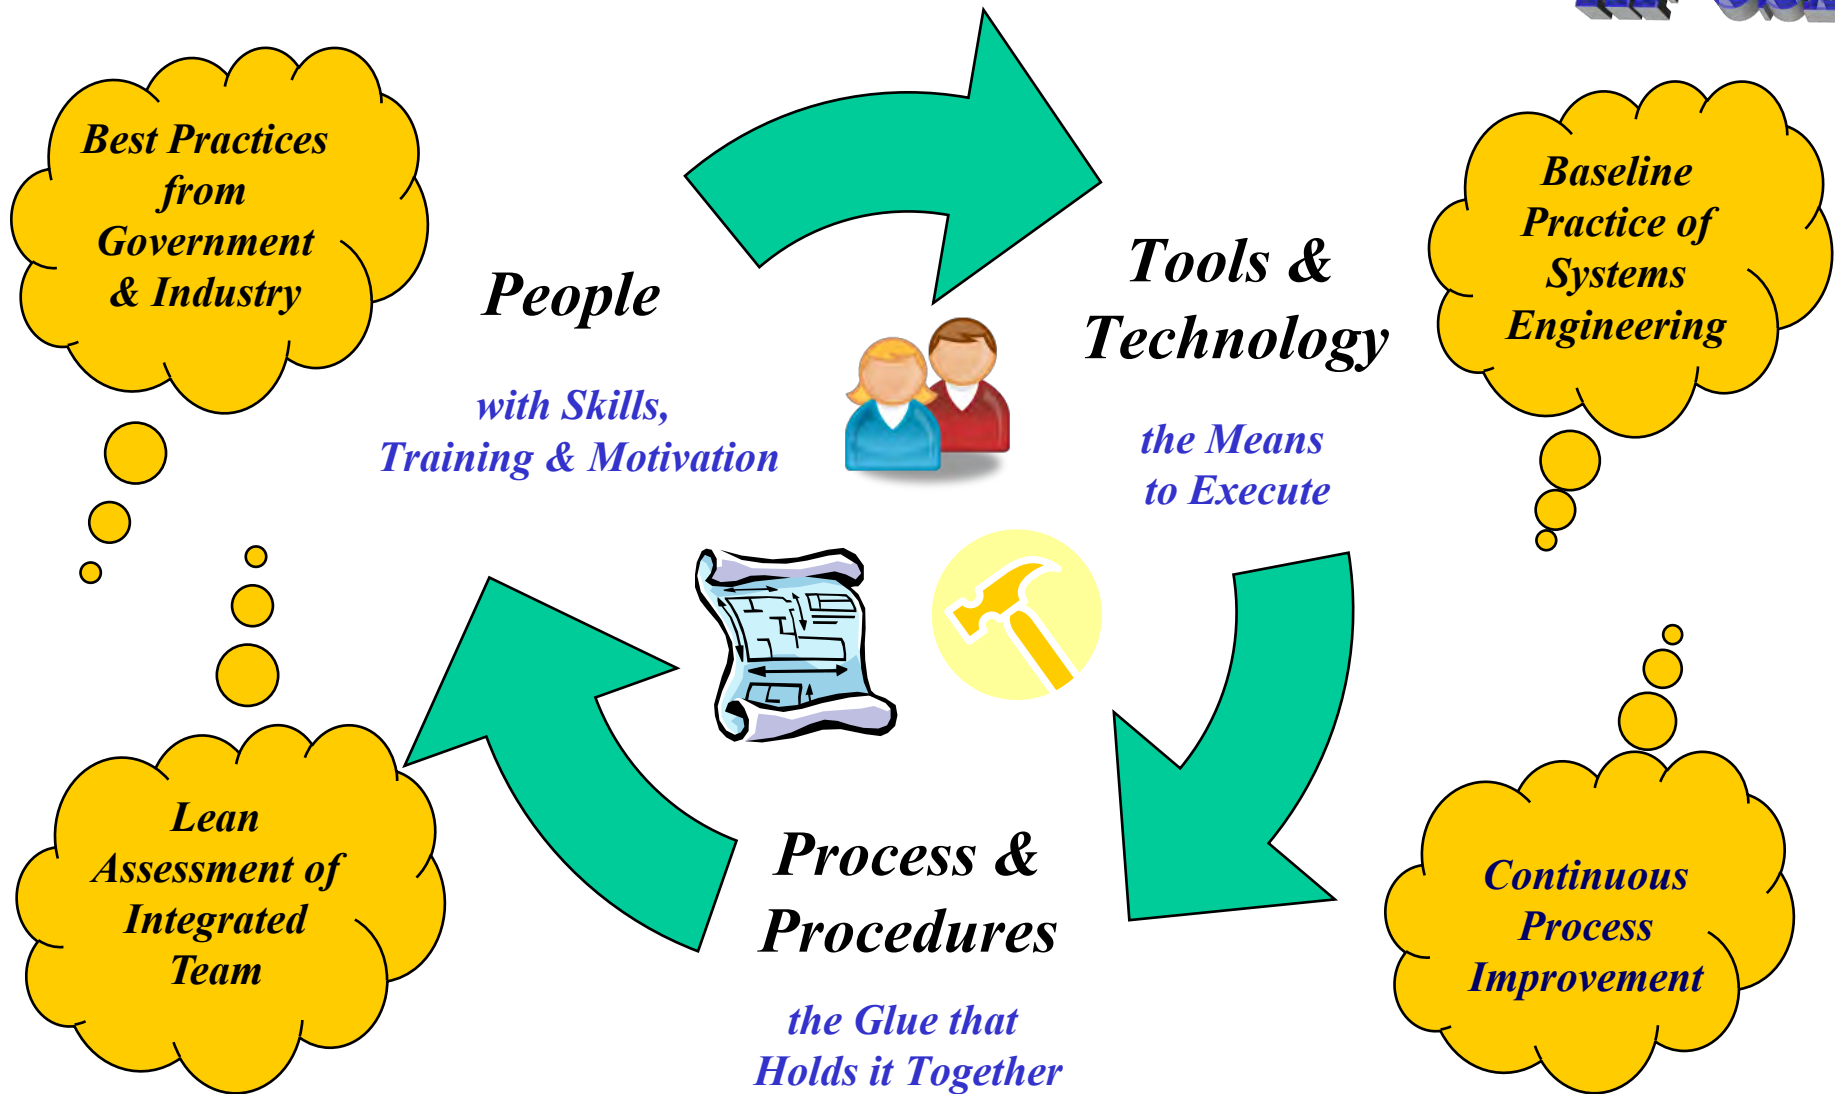 Best Practices
from
Government
& Industry
People
with Skills,
Training & Motivation
Tools &
Technology
the Means
to Execute
Baseline
Practice of
Systems
Engineering
Lean
Assessment of
Integrated
Team
Process &
Procedures
the Glue that
Holds it Together
Continuous
Process
Improvement